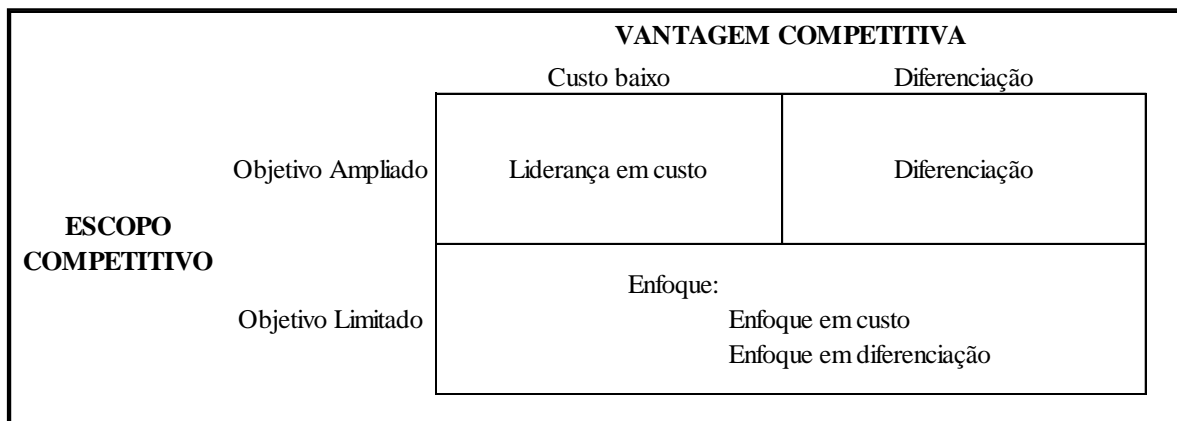 VANTAGEM COMPETITIVA
Custo baixo Diferenciação
Objetivo Ampliado Liderança em custo Diferenciação
ESCOPO
COMPETITIVO
Enfoque:
Objetivo Limitado Enfoque em custo
Enfoque em diferenciação